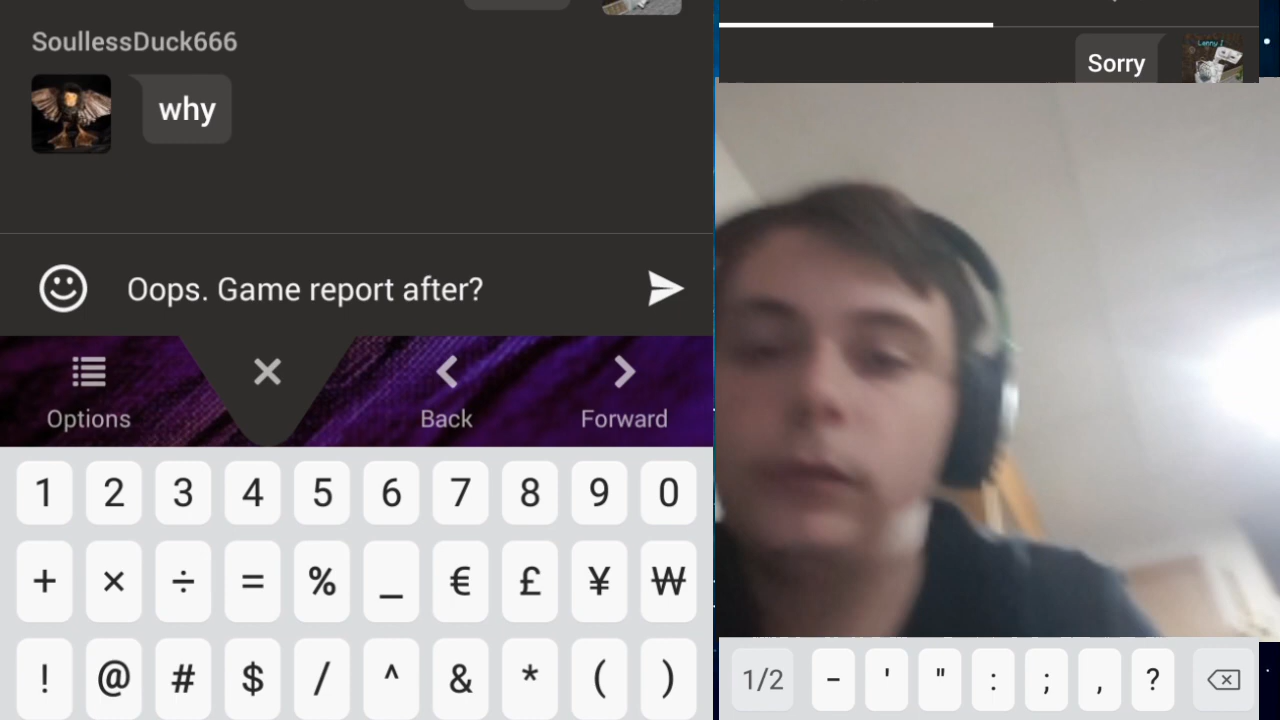 SoullessDuck666
why
Oops. Game report after?
Options
Back
Forward
1 2 3 4 5 6 7 8 9 0
+ × ÷ = % _ € £ ¥ ₩
! @ # $ / ^ & * ( )
Sorry
Lenny
1/2 - ' " : ; , ?